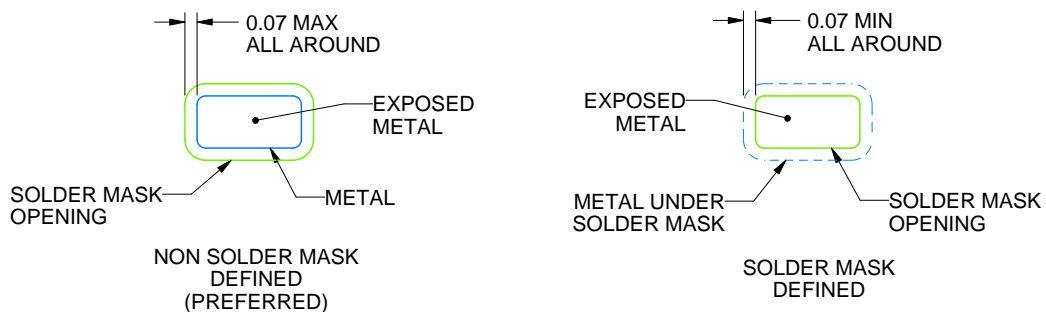 0.07 MAX
ALL AROUND
EXPOSED
METAL
SOLDER MASK
OPENING
METAL
NON SOLDER MASK
DEFINED
(PREFERRED)
0.07 MIN
ALL AROUND
EXPOSED
METAL
METAL UNDER
SOLDER MASK
SOLDER MASK
OPENING
SOLDER MASK
DEFINED